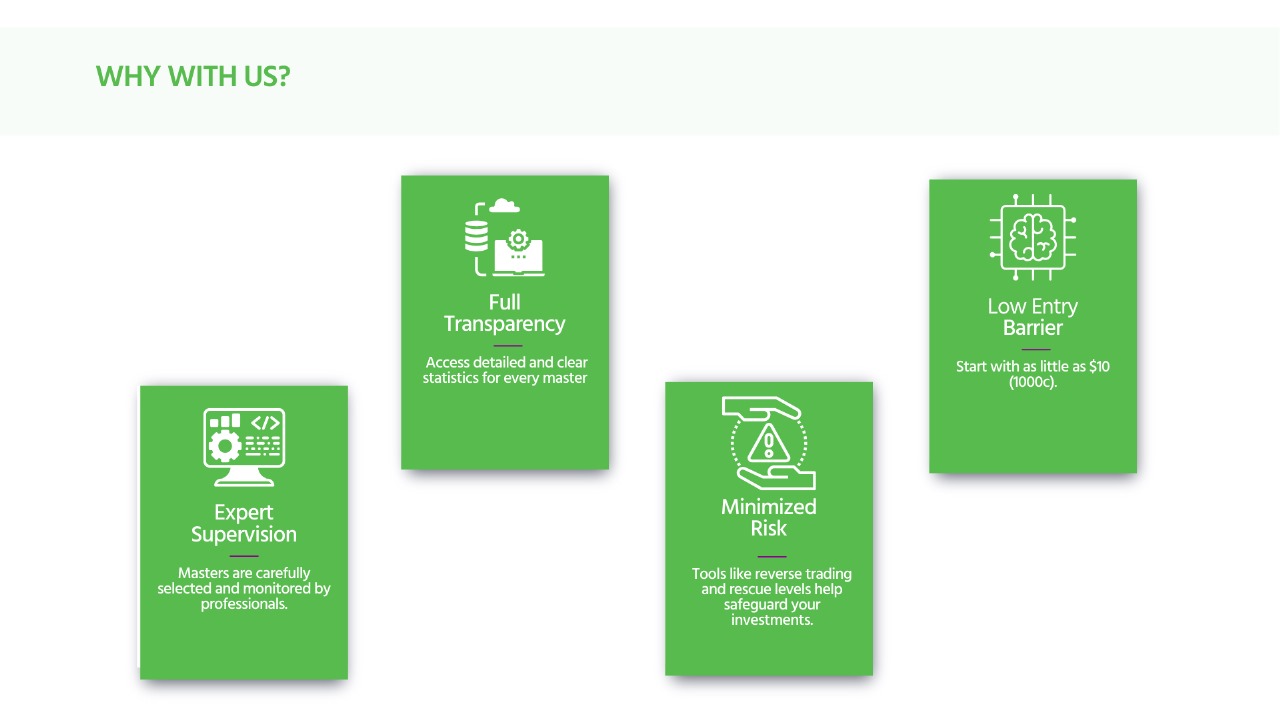 WHY WITH US?
Expert
Supervision
Masters are carefully
selected and monitored by
professionals.
Full
Transparency
Access detailed and clear
statistics for every master
Minimized
Risk
Tools like reverse trading
and rescue levels help
safeguard your
investments.
Low Entry
Barrier
Start with as little as $10
(1000c).